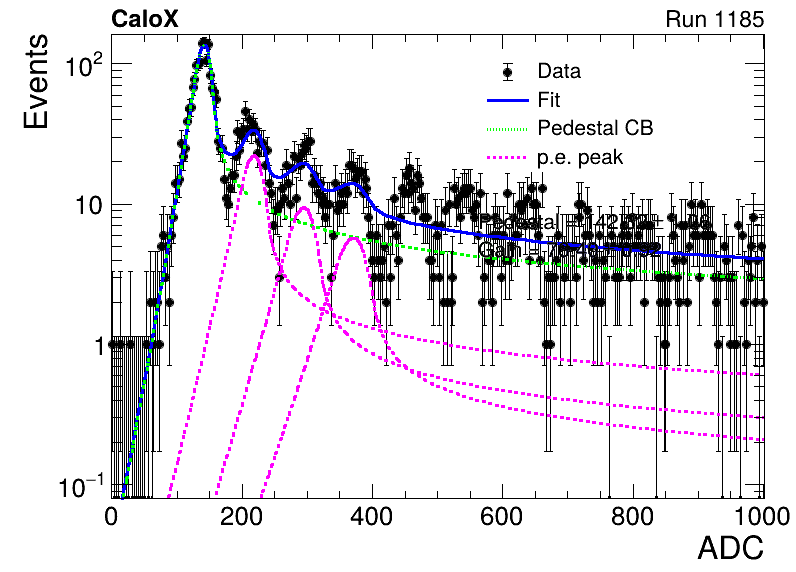 CaloX Run 1185
Events
Data
Fit
Pedestal CB
p.e. peak
10²
10
1
10⁻¹
0 200 400 600 800 1000
ADC